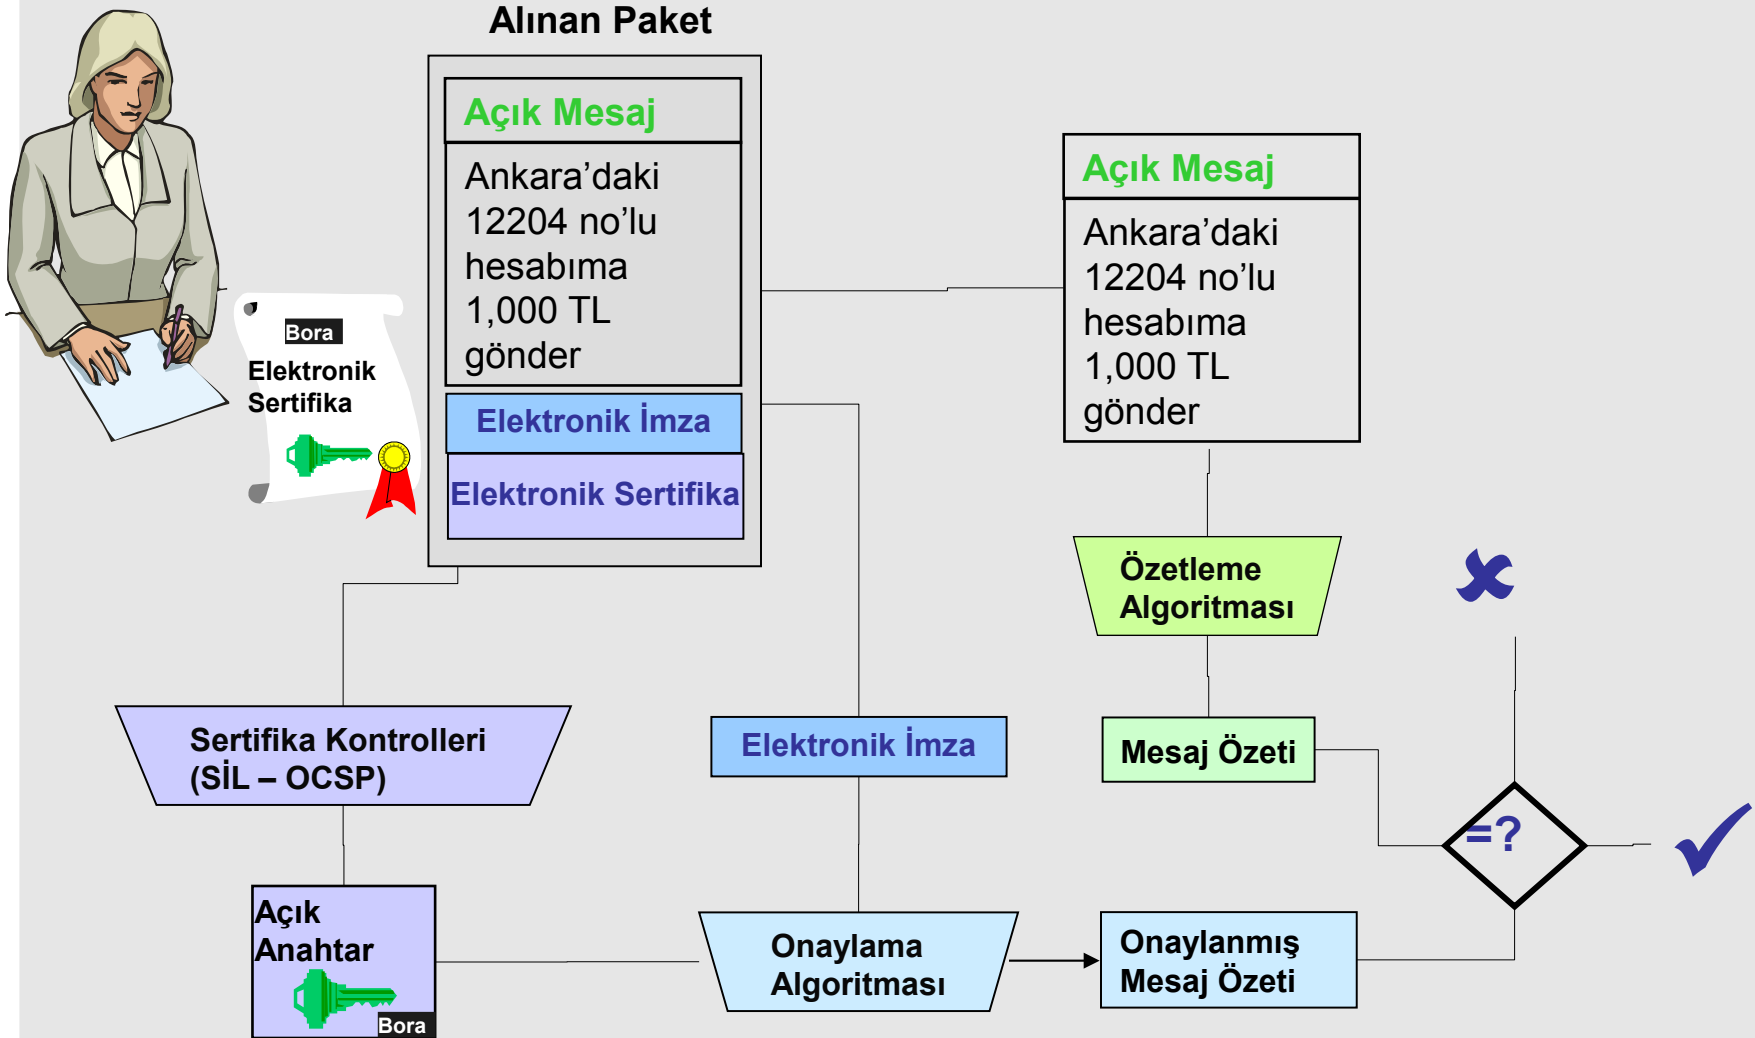 Alınan Paket
Açık Mesaj
Ankara’daki
12204 no’lu
hesabıma
1,000 TL
gönder
Elektronik İmza
Elektronik Sertifika
Bora
Elektronik
Sertifika
Açık Mesaj
Ankara’daki
12204 no’lu
hesabıma
1,000 TL
gönder
Özetleme
Algoritması
Sertifika Kontrolleri
(SİL – OCSP)
Elektronik İmza
Mesaj Özeti
=?
Açık
Anahtar
Bora
Onaylama
Algoritması
Onaylanmış
Mesaj Özeti